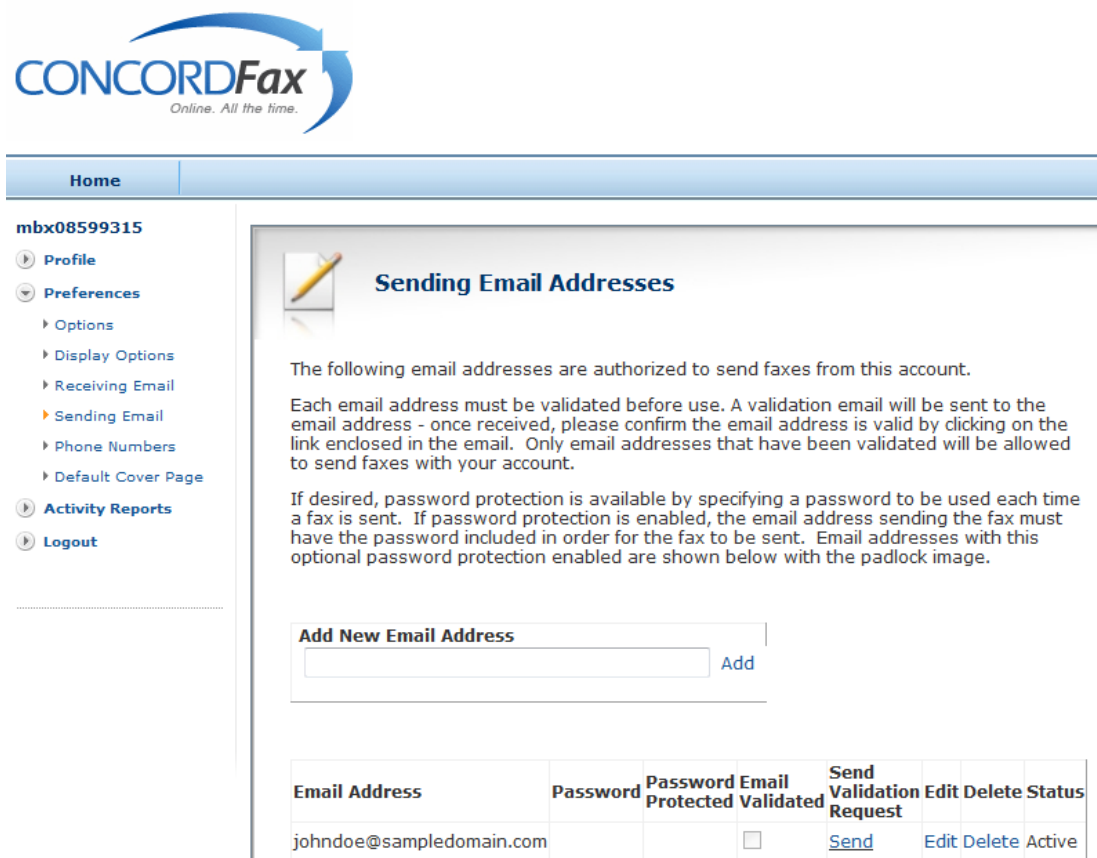 CONCORDFax
Online. All the time.
Home
mbx08599315
Profile
Preferences
Options
Display Options
Receiving Email
Sending Email
Phone Numbers
Default Cover Page
Activity Reports
Logout
Sending Email Addresses
The following email addresses are authorized to send faxes from this account.
Each email address must be validated before use. A validation email will be sent to the
email address - once received, please confirm the email address is valid by clicking on the
link enclosed in the email. Only email addresses that have been validated will be allowed
to send faxes with your account.
If desired, password protection is available by specifying a password to be used each time
a fax is sent. If password protection is enabled, the email address sending the fax must
have the password included in order for the fax to be sent. Email addresses with this
optional password protection enabled are shown below with the padlock image.
Add New Email Address
Add
Email Address Password Password Protected Email Validated Send Validation Request Edit Delete Status
johndoe@sampledomain.com Send Edit Delete Active